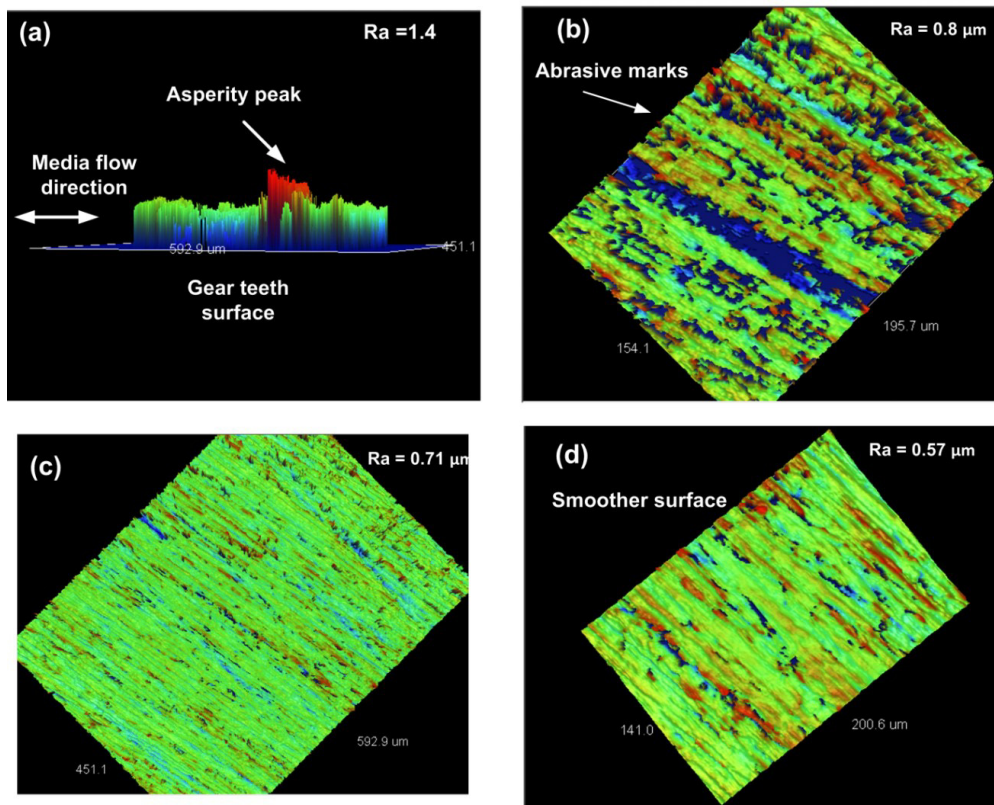 (a)
Ra =1.4
Asperity peak
Media flow
direction
592.9 um
451.1
Gear teeth
surface
(b)
Ra = 0.8 µm
Abrasive marks
195.7 um
154.1
(c)
Ra = 0.71 µm
592.9 um
451.1
(d)
Ra = 0.57 µm
Smoother surface
200.6 um
141.0